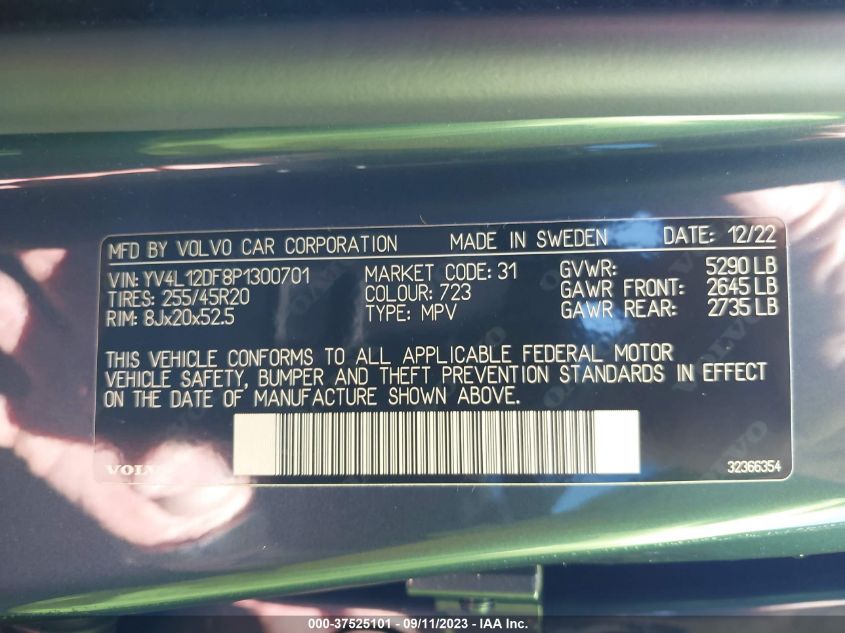 MFD BY VOLVO CAR CORPORATION MADE IN SWEDEN DATE: 12/22
VIN: YV4L12DF8P1300701 MARKET CODE: 31 GVWR: 5290 LB
TIRES: 255/45R20 COLOUR: 723 GAWR FRONT: 2645 LB
RIM: 8Jx20x52.5 TYPE: MPV GAWR REAR: 2735 LB
THIS VEHICLE CONFORMS TO ALL APPLICABLE FEDERAL MOTOR
VEHICLE SAFETY, BUMPER AND THEFT PREVENTION STANDARDS IN EFFECT
ON THE DATE OF MANUFACTURE SHOWN ABOVE.
VOLVO 32366354
000-37525101 - 09/11/2023 - IAA Inc.